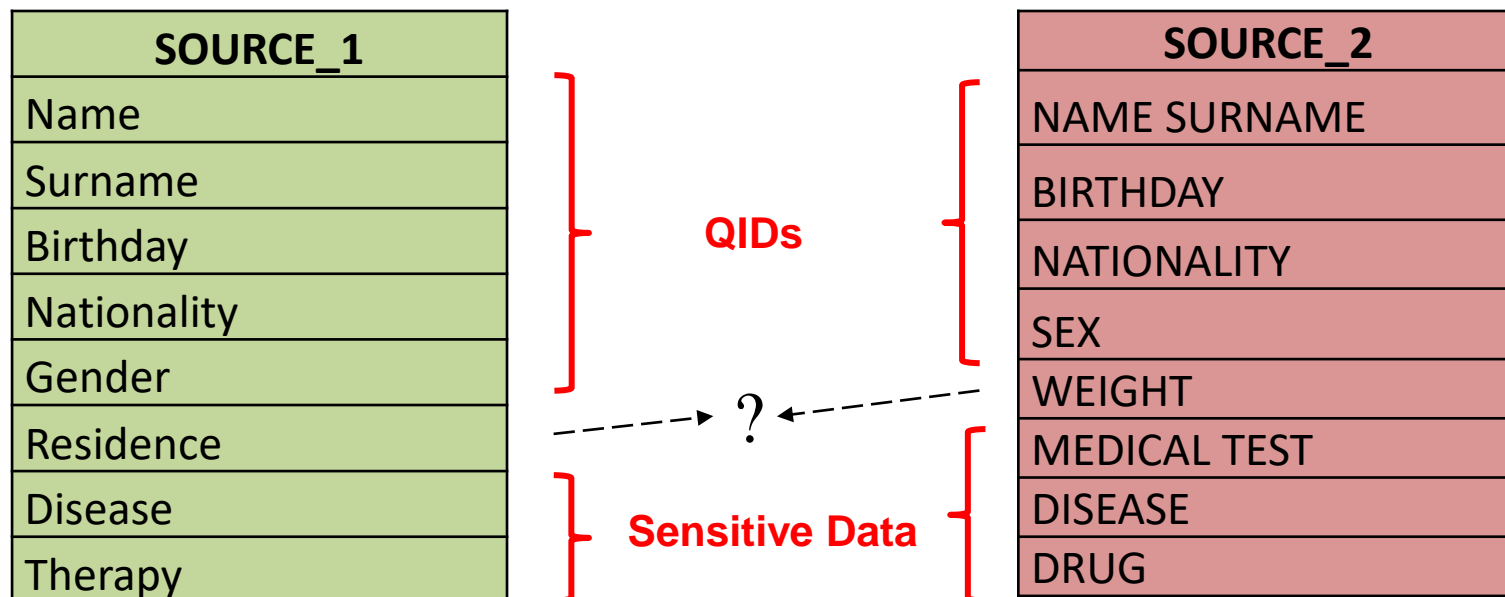 SOURCE_1
Name
Surname
Birthday
Nationality
Gender
Residence
Disease
Therapy
QIDs
?
Sensitive Data
SOURCE_2
NAME SURNAME
BIRTHDAY
NATIONALITY
SEX
WEIGHT
MEDICAL TEST
DISEASE
DRUG